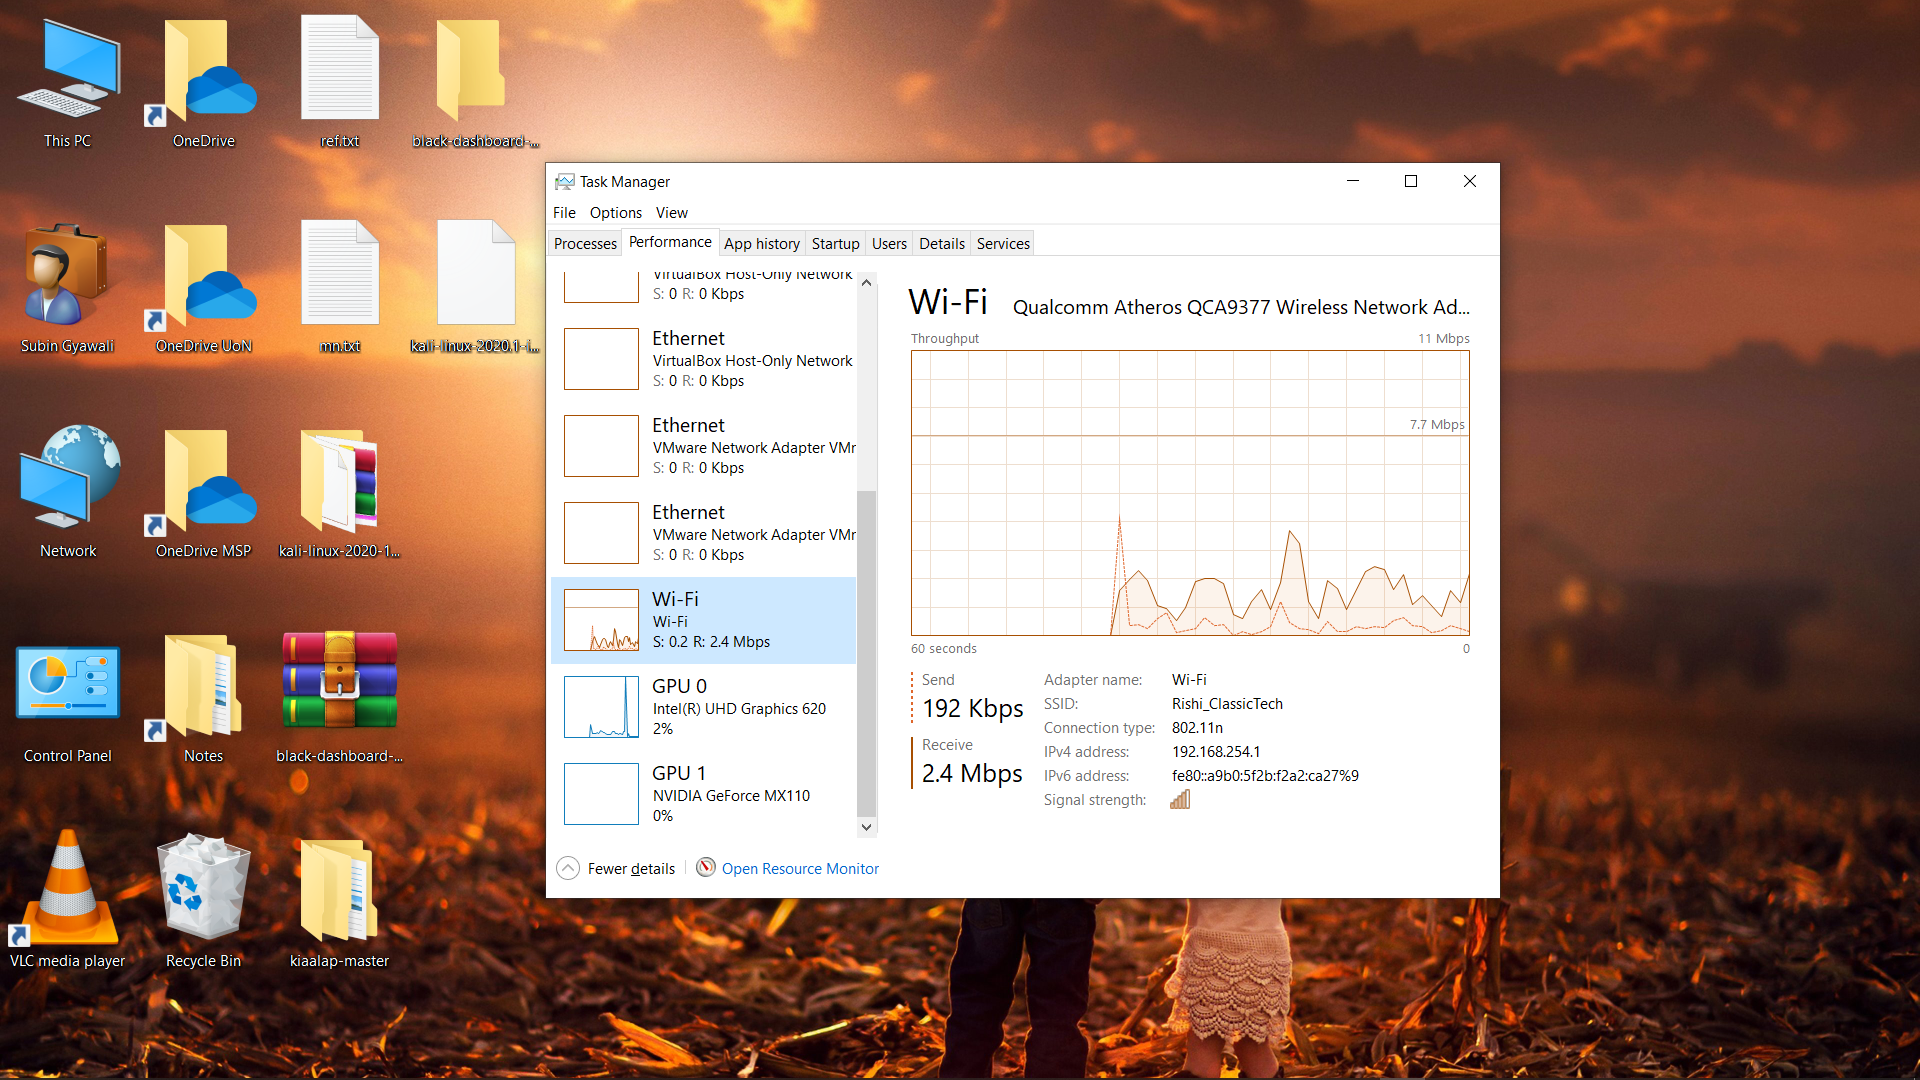 This PC
OneDrive
ref.txt
black-dashboard-...
Subin Gyawali
OneDrive UoN
mn.txt
kali-linux-2020.1-i...
Network
OneDrive MSP
kali-linux-2020-1...
Control Panel
Notes
black-dashboard-...
VLC media player
Recycle Bin
kiaalap-master
Task Manager
File Options View
Processes Performance App history Startup Users Details Services
VirtualBox Host-Only Network
S: 0 R: 0 Kbps
Ethernet
VirtualBox Host-Only Network
S: 0 R: 0 Kbps
Ethernet
VMware Network Adapter VMr
S: 0 R: 0 Kbps
Ethernet
VMware Network Adapter VMr
S: 0 R: 0 Kbps
Wi-Fi
Wi-Fi
S: 0.2 R: 2.4 Mbps
GPU 0
Intel(R) UHD Graphics 620
2%
GPU 1
NVIDIA GeForce MX110
0%
Wi-Fi Qualcomm Atheros QCA9377 Wireless Network Ad...
Throughput 11 Mbps
7.7 Mbps
60 seconds 0
Send
192 Kbps
Receive
2.4 Mbps
Adapter name: Wi-Fi
SSID: Rishi_ClassicTech
Connection type: 802.11n
IPv4 address: 192.168.254.1
IPv6 address: fe80::a9b0:5f2b:f2a2:ca27%9
Signal strength:
Fewer details Open Resource Monitor